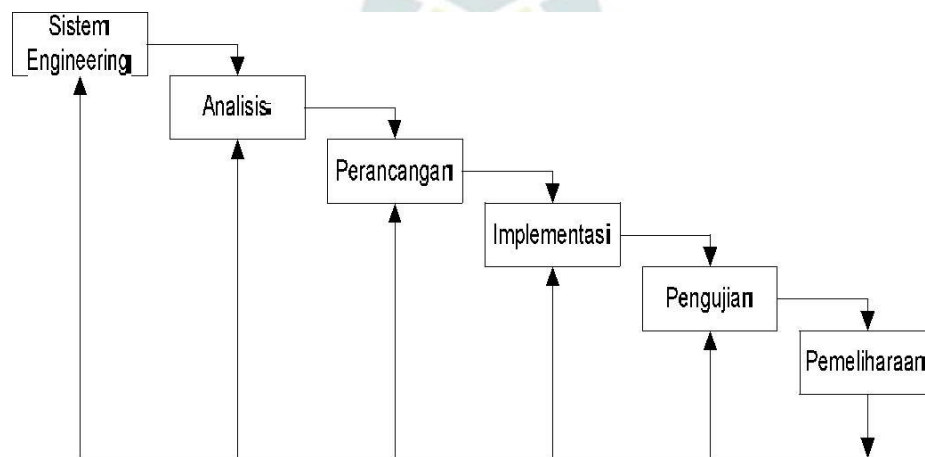 Sistem
Engineering
Analisis
Perancangan
Implementasi
Pengujian
Pemeliharaan